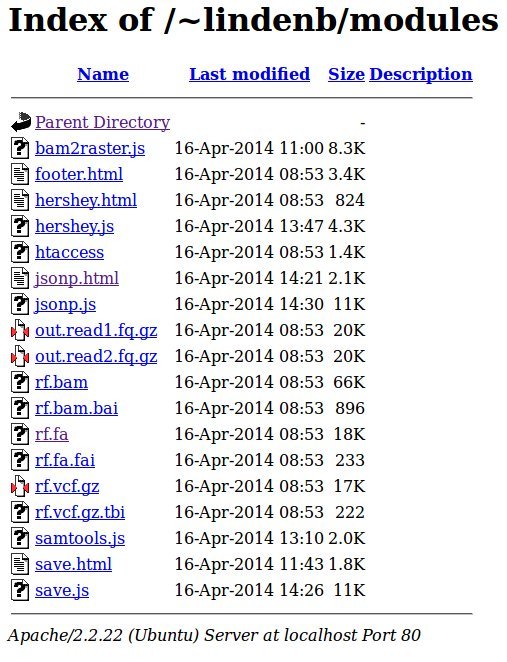 Index of /~lindenb/modules
Name Last modified Size Description
Parent Directory -
bam2raster.js 16-Apr-2014 11:00 8.3K
footer.html 16-Apr-2014 08:53 3.4K
hershey.html 16-Apr-2014 08:53 824
hershey.js 16-Apr-2014 13:47 4.3K
htaccess 16-Apr-2014 08:53 1.4K
jsonp.html 16-Apr-2014 14:21 2.1K
jsonp.js 16-Apr-2014 14:30 11K
out.read1.fq.gz 16-Apr-2014 08:53 20K
out.read2.fq.gz 16-Apr-2014 08:53 20K
rf.bam 16-Apr-2014 08:53 66K
rf.bam.bai 16-Apr-2014 08:53 896
rf.fa 16-Apr-2014 08:53 18K
rf.fa.fai 16-Apr-2014 08:53 233
rf.vcf.gz 16-Apr-2014 08:53 17K
rf.vcf.gz.tbi 16-Apr-2014 08:53 222
samtools.js 16-Apr-2014 13:10 2.0K
save.html 16-Apr-2014 11:43 1.8K
save.js 16-Apr-2014 14:26 11K
Apache/2.2.22 (Ubuntu) Server at localhost Port 80